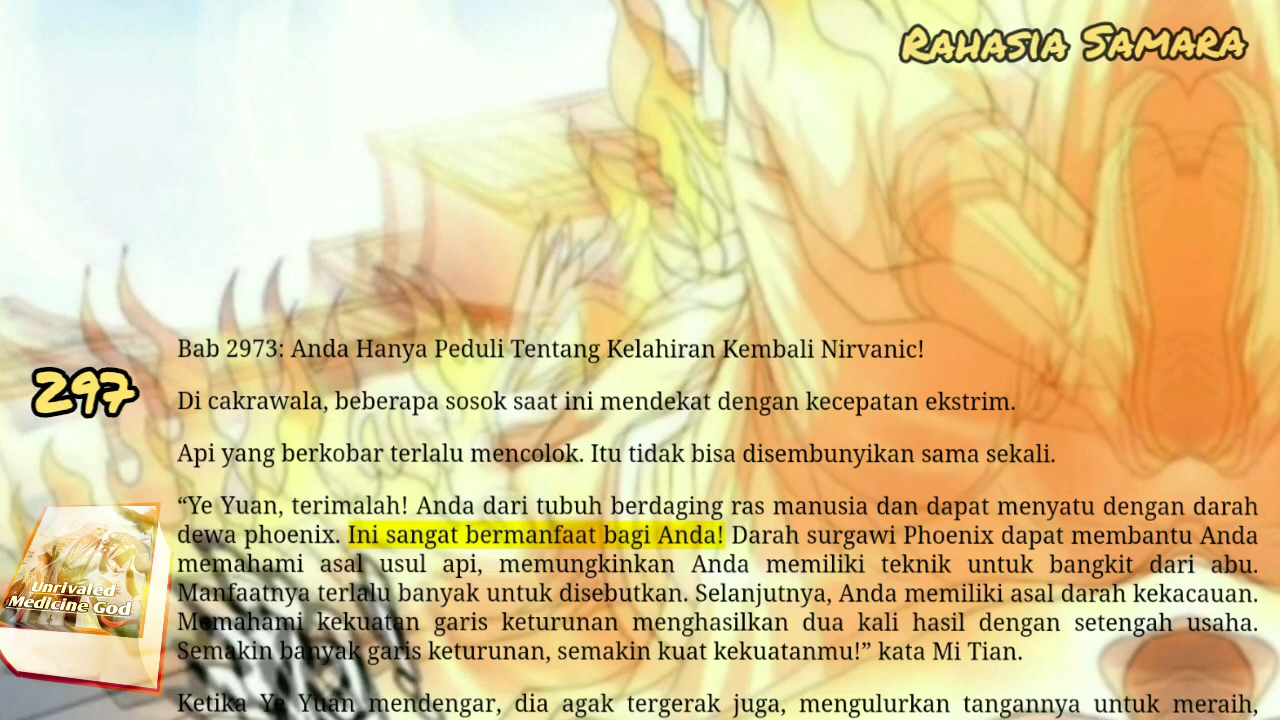 Rahasia Samara
Bab 2973: Anda Hanya Peduli Tentang Kelahiran Kembali Nirvanic!
297
Di cakrawala, beberapa sosok saat ini mendekat dengan kecepatan ekstrim.
Api yang berkobar terlalu mencolok. Itu tidak bisa disembunyikan sama sekali.
“Ye Yuan, terimalah! Anda dari tubuh berdaging ras manusia dan dapat menyatu dengan darah
dewa phoenix. Ini sangat bermanfaat bagi Anda! Darah surgawi Phoenix dapat membantu Anda
memahami asal usul api, memungkinkan Anda memiliki teknik untuk bangkit dari abu.
Manfaatnya terlalu banyak untuk disebutkan. Selanjutnya, Anda memiliki asal darah kekacauan.
Memahami kekuatan garis keturunan menghasilkan dua kali hasil dengan setengah usaha.
Semakin banyak garis keturunan, semakin kuat kekuatanmu!” kata Mi Tian.
Unrivaled
Medicine God
Ketika Ye Yuan mendengar, dia agak tergerak juga, mengulurkan tangannya untuk meraih,